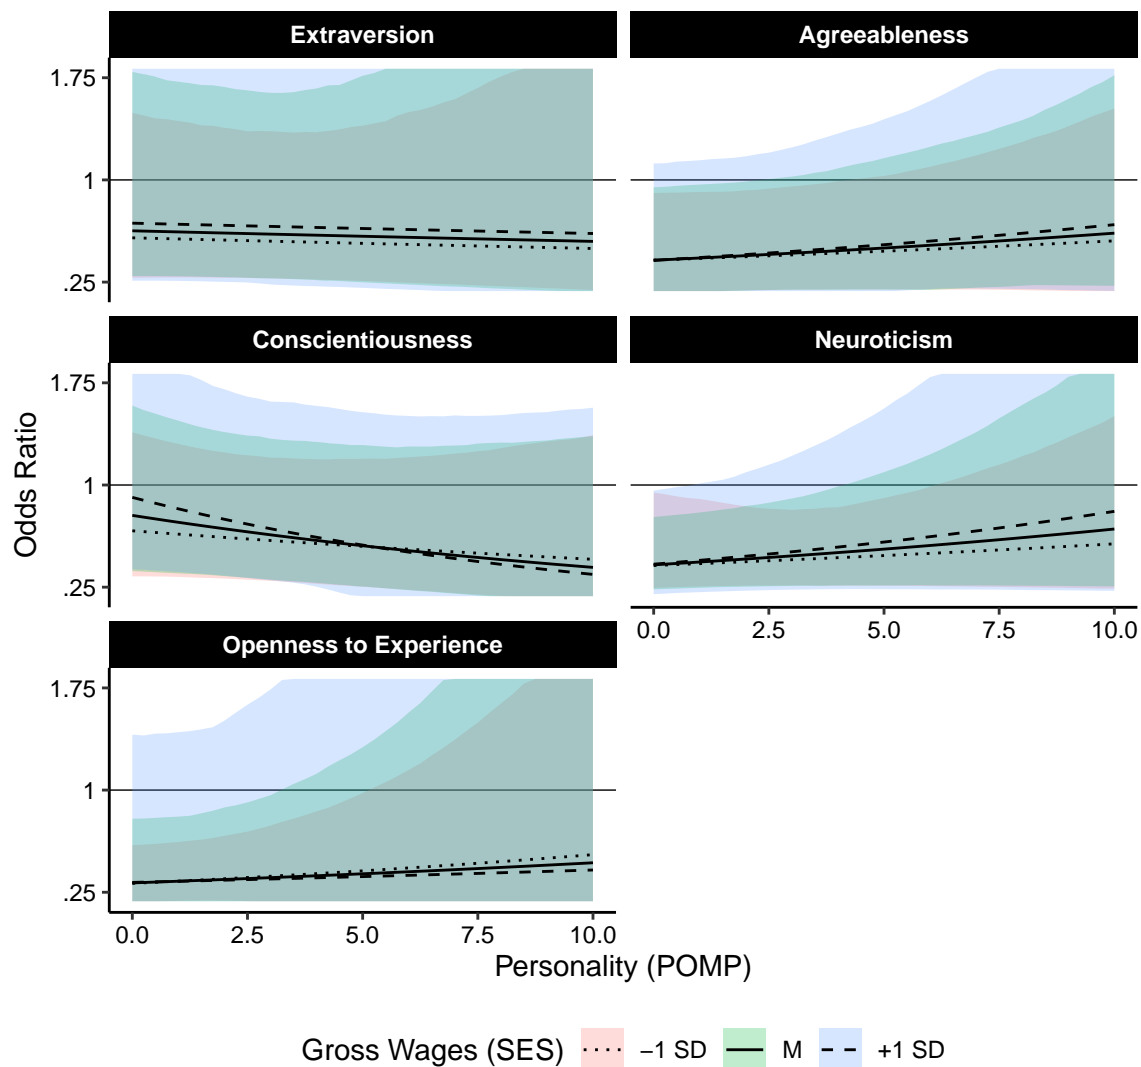 Extraversion
Agreeableness
1.75
1
.25
Conscientiousness
Neuroticism
1.75
1
.25
0.0 2.5 5.0 7.5 10.0
Openness to Experience
1.75
1
.25
0.0 2.5 5.0 7.5 10.0
Odds Ratio
Personality (POMP)
Gross Wages (SES) −1 SD M +1 SD